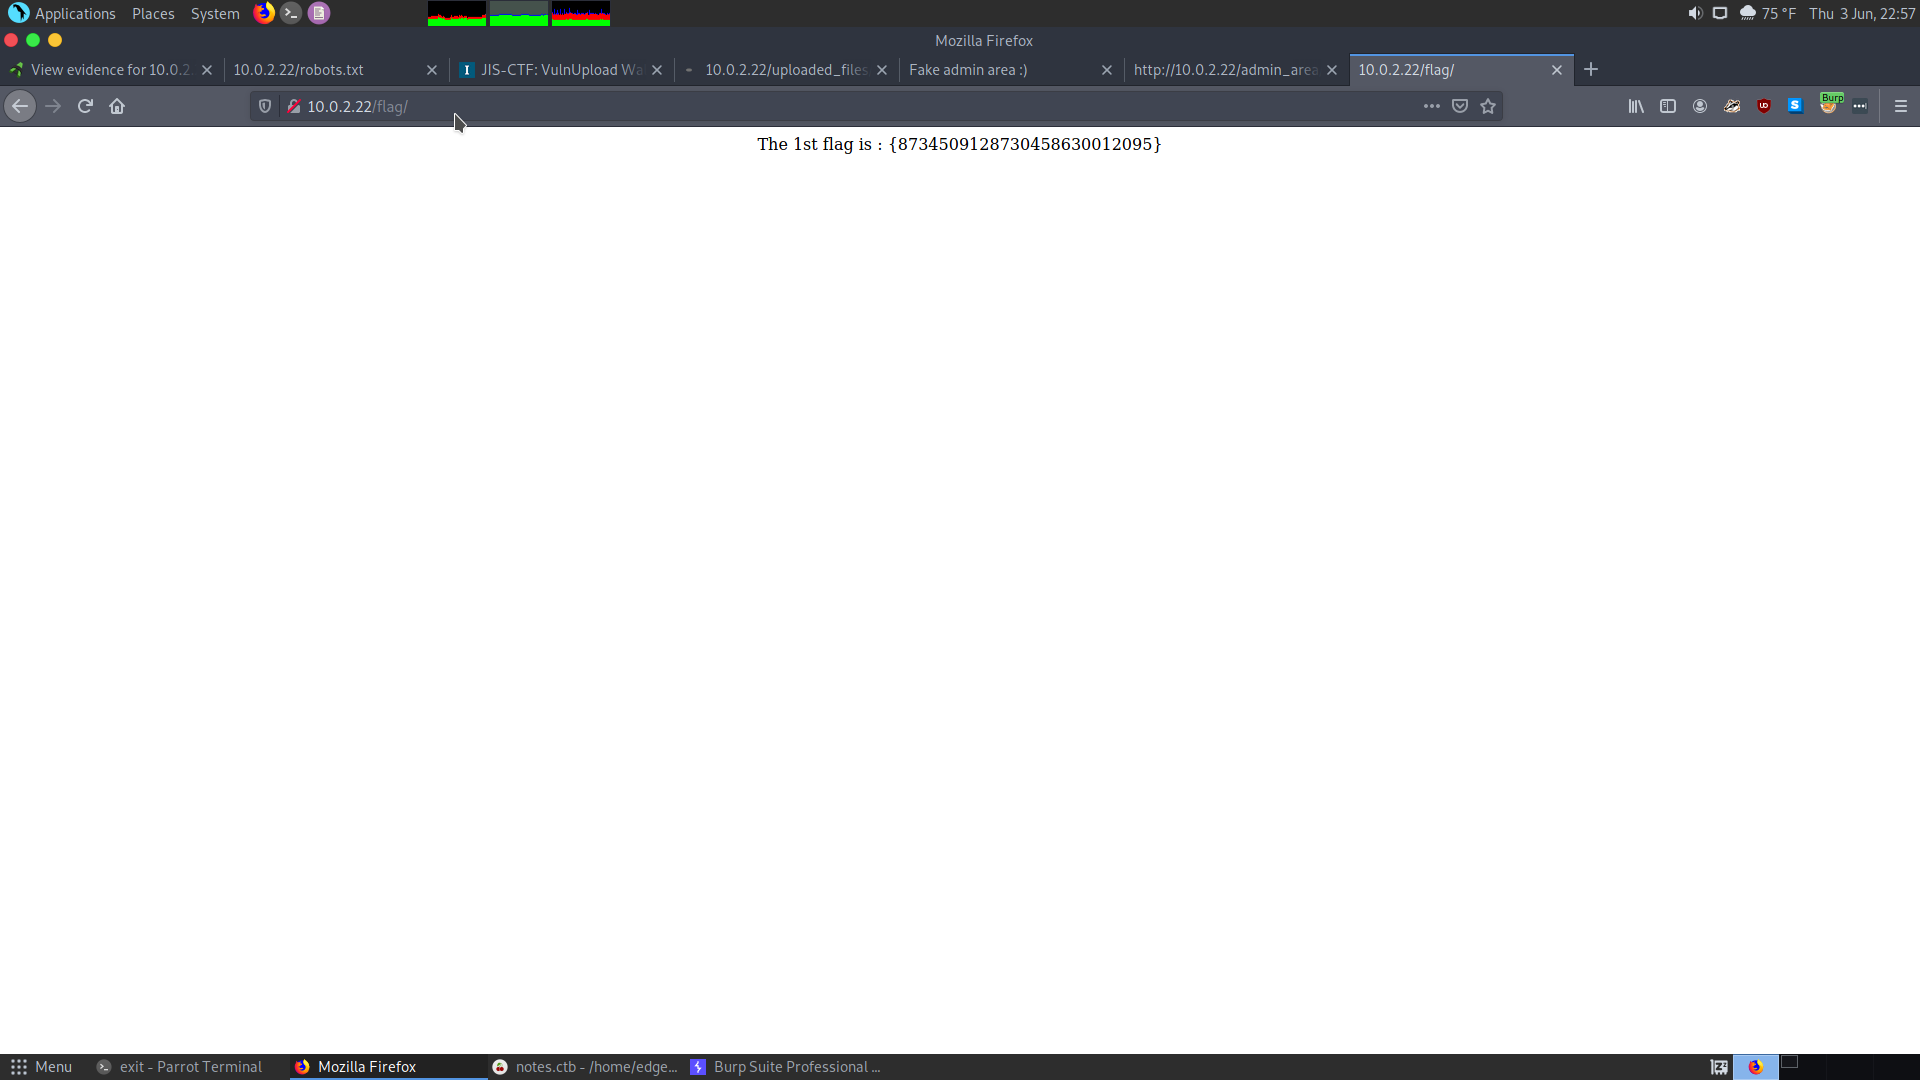 Applications Places System 75 °F Thu 3 Jun, 22:57
Mozilla Firefox
View evidence for 10.0.2. 10.0.2.22/robots.txt JIS-CTF: VulnUpload Wa 10.0.2.22/uploaded_files Fake admin area :) http://10.0.2.22/admin_area 10.0.2.22/flag/
10.0.2.22/flag/ Burp
The 1st flag is : {8734509128730458630012095}
Menu exit - Parrot Terminal Mozilla Firefox notes.ctb - /home/edge... Burp Suite Professional ...